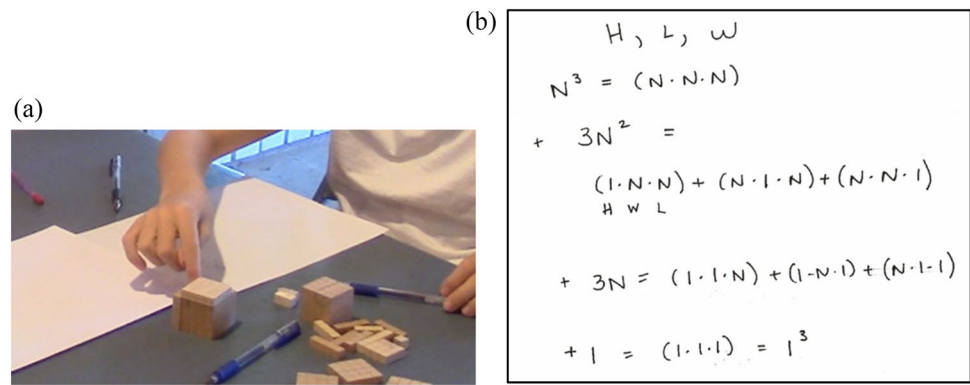 (a)
(b)
H, L, W
N³ = (N·N·N)
+ 3N² =
(1·N·N) + (N·1·N) + (N·N·1)
H W L
+ 3N = (1·1·N) + (1-N·1) + (N·1-1)
+ 1 = (1·1·1) = 1³